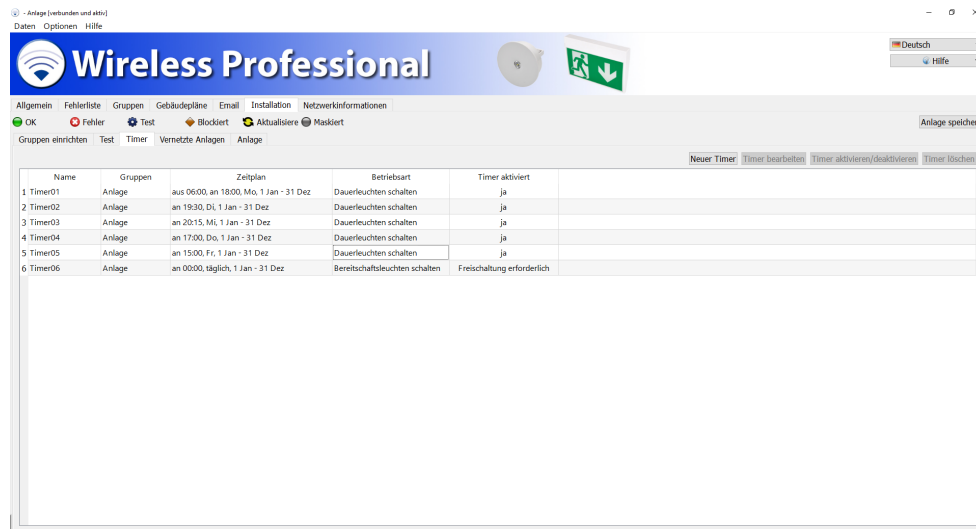 - Anlage [verbunden und aktiv]
Daten Optionen Hilfe
Wireless Professional
Deutsch
Hilfe
Allgemein Fehlerliste Gruppen Gebäudepläne Email Installation Netzwerkinformationen
OK Fehler Test Blockiert Aktualisiere Maskiert
Anlage speicher
Gruppen einrichten Test Timer Vernetzte Anlagen Anlage
Neuer Timer Timer bearbeiten Timer aktivieren/deaktivieren Timer löschen
Name Gruppen Zeitplan Betriebsart Timer aktiviert
1 Timer01 Anlage aus 06:00, an 18:00, Mo, 1 Jan - 31 Dez Dauerleuchten schalten ja
2 Timer02 Anlage an 19:30, Di, 1 Jan - 31 Dez Dauerleuchten schalten ja
3 Timer03 Anlage an 20:15, Mi, 1 Jan - 31 Dez Dauerleuchten schalten ja
4 Timer04 Anlage an 17:00, Do, 1 Jan - 31 Dez Dauerleuchten schalten ja
5 Timer05 Anlage an 15:00, Fr, 1 Jan - 31 Dez Dauerleuchten schalten ja
6 Timer06 Anlage an 00:00, täglich, 1 Jan - 31 Dez Bereitschaftsleuchten schalten Freischaltung erforderlich